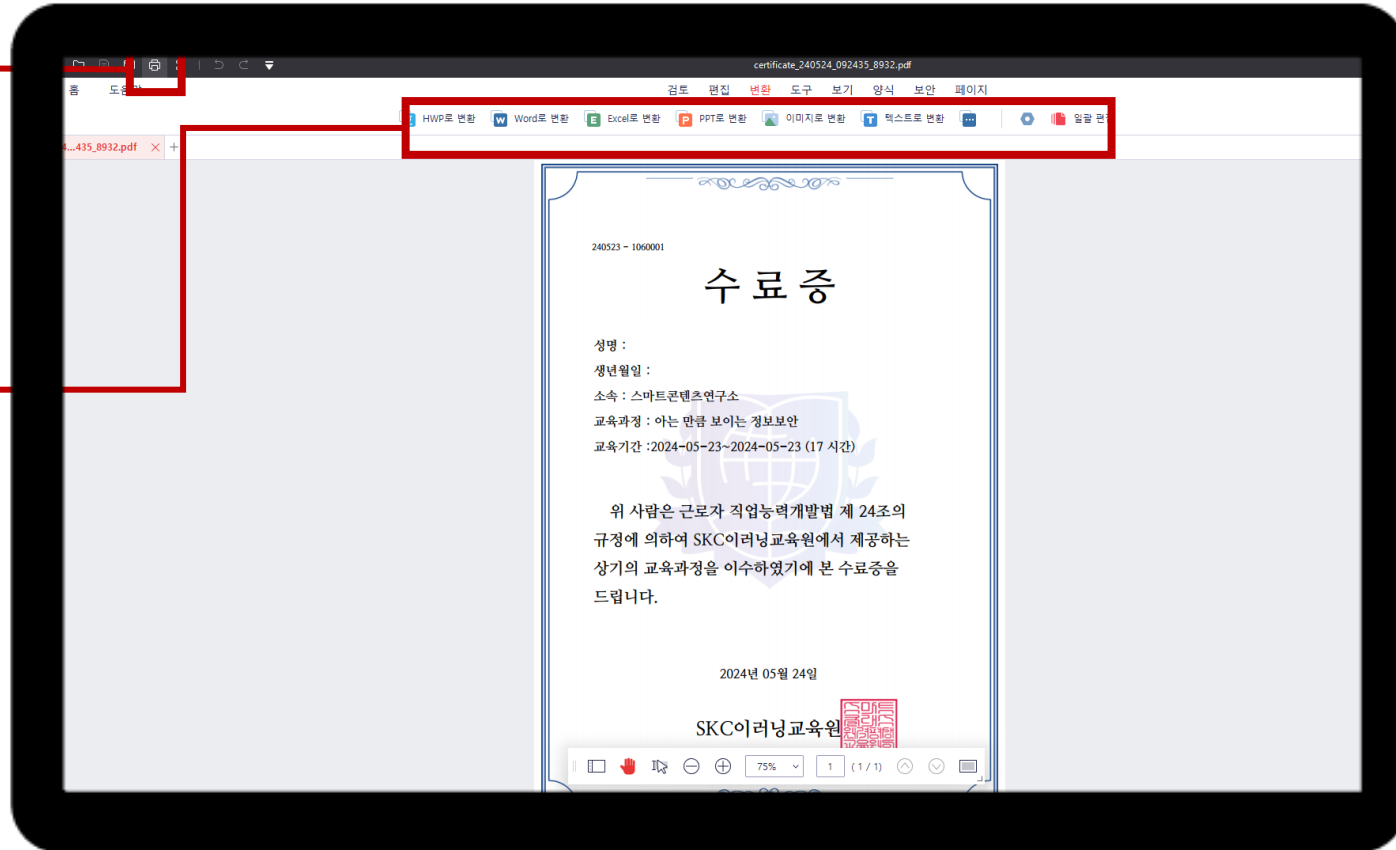 certificate_240524_092435_8932.pdf
홈
검토 편집 변환 도구 보기 양식 보안 페이지
HWP로 변환 Word로 변환 Excel로 변환 PPT로 변환 이미지로 변환 텍스트로 변환 일괄
4...435_8932.pdf
240523 - 1060001
수 료 증
성명 :
생년월일 :
소속 : 스마트콘텐츠연구소
교육과정 : 아는 만큼 보이는 정보보안
교육기간 :2024-05-23~2024-05-23 (17 시간)
위 사람은 근로자 직업능력개발법 제 24조의
규정에 의하여 SKC이러닝교육원에서 제공하는
상기의 교육과정을 이수하였기에 본 수료증을
드립니다.
2024년 05월 24일
SKC이러닝교육원
75% 1 (1 / 1)